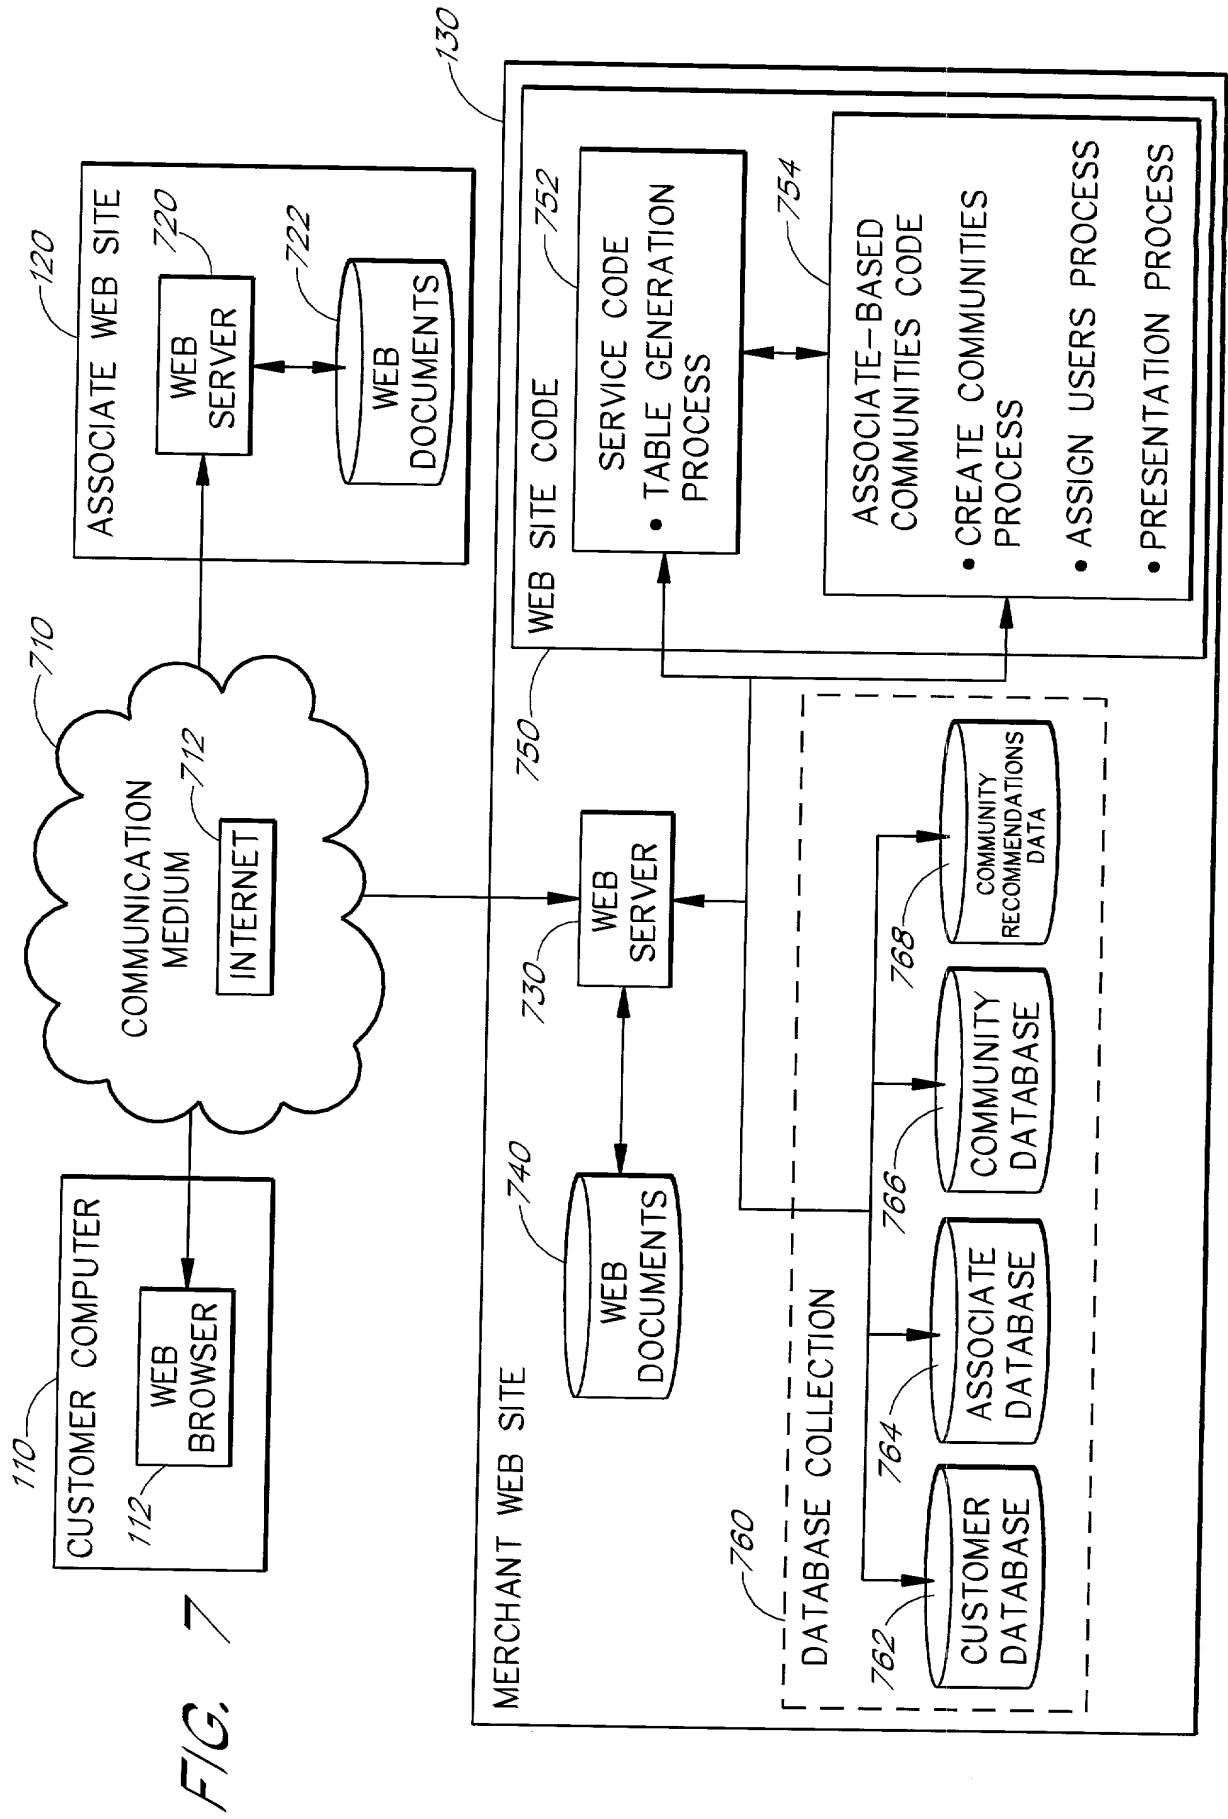 FIG. 7
110
CUSTOMER COMPUTER
112
WEB
BROWSER
710
COMMUNICATION
MEDIUM
712
INTERNET
120
ASSOCIATE WEB SITE
720
WEB
SERVER
722
WEB
DOCUMENTS
130
MERCHANT WEB SITE
740
WEB
DOCUMENTS
730
WEB
SERVER
750
WEB SITE CODE
752
SERVICE CODE
• TABLE GENERATION
PROCESS
754
ASSOCIATE-BASED
COMMUNITIES CODE
• CREATE COMMUNITIES
PROCESS
• ASSIGN USERS PROCESS
• PRESENTATION PROCESS
760
DATABASE COLLECTION
762
CUSTOMER
DATABASE
764
ASSOCIATE
DATABASE
766
COMMUNITY
DATABASE
768
COMMUNITY
RECOMMENDATIONS
DATA